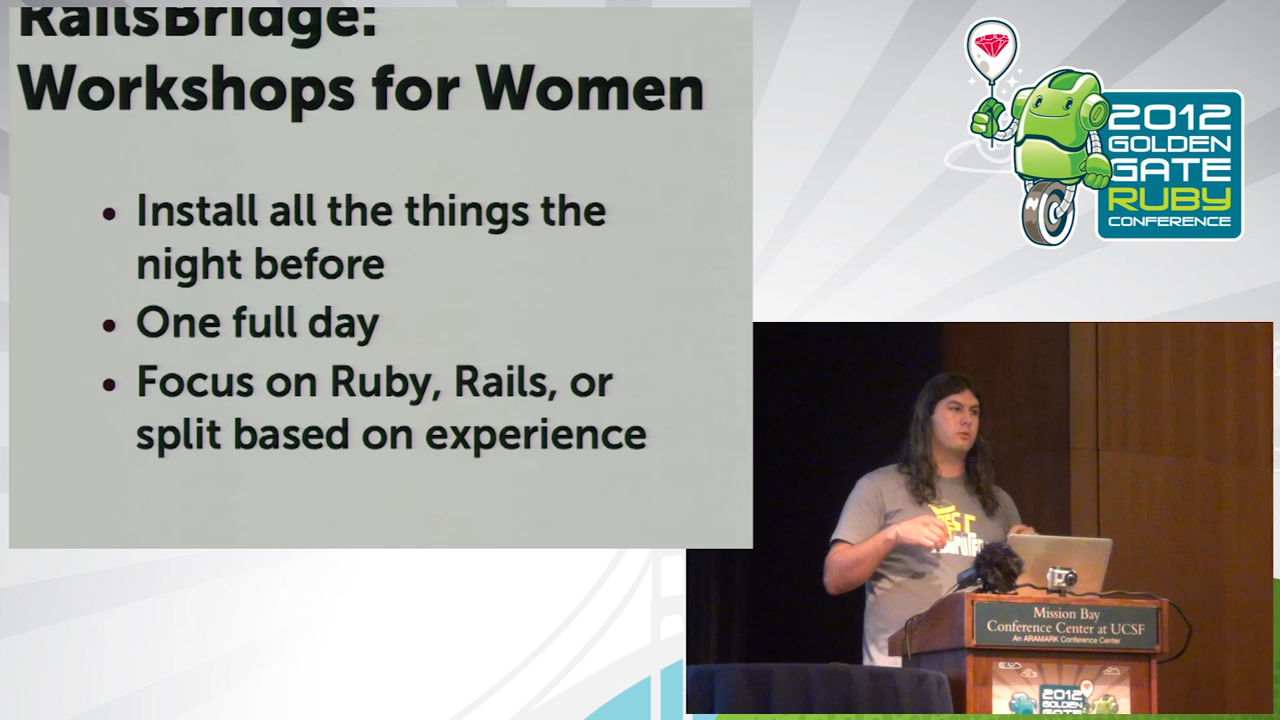 RailsBridge:
Workshops for Women
• Install all the things the
night before
• One full day
• Focus on Ruby, Rails, or
split based on experience
2012
GOLDEN
GATE
RUBY
CONFERENCE
Mission Bay
Conference Center at UCSF
An ARAMARK Conference Center
2012
GOLDEN